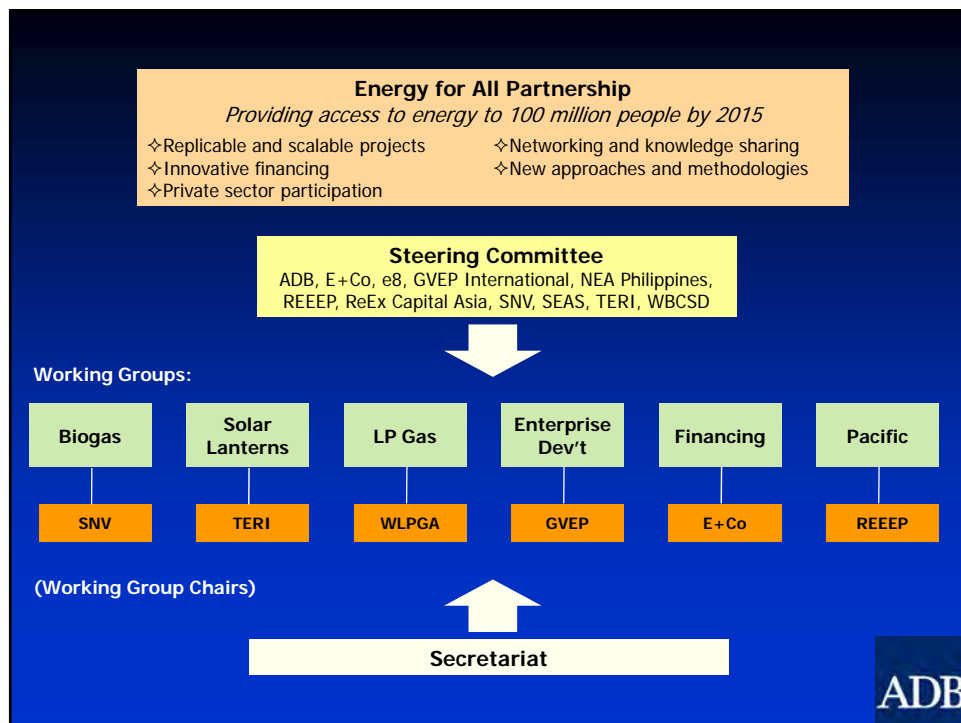 Energy for All Partnership
Providing access to energy to 100 million people by 2015
✧Replicable and scalable projects
✧Innovative financing
✧Private sector participation
✧Networking and knowledge sharing
✧New approaches and methodologies
Steering Committee
ADB, E+Co, e8, GVEP International, NEA Philippines,
REEEP, ReEx Capital Asia, SNV, SEAS, TERI, WBCSD
Working Groups:
Biogas
Solar
Lanterns
LP Gas
Enterprise
Dev't
Financing
Pacific
SNV
TERI
WLPGA
GVEP
E+Co
REEEP
(Working Group Chairs)
Secretariat
ADB